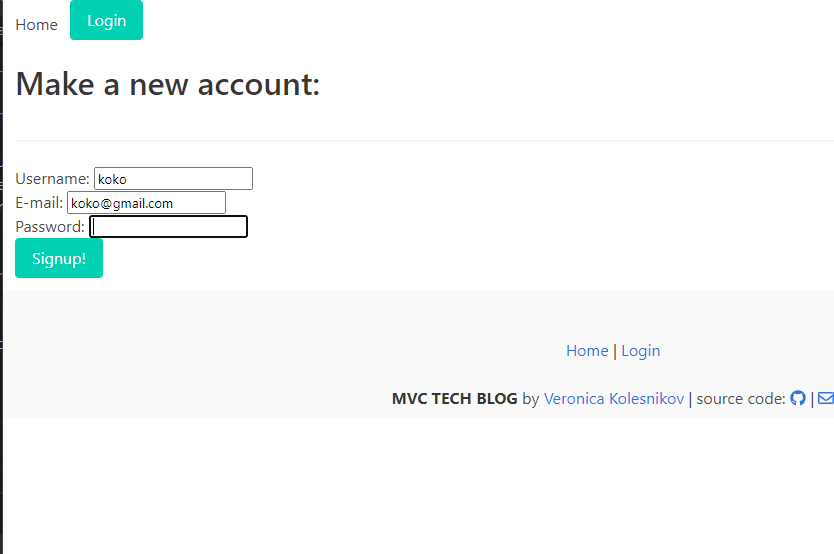 Home Login
Make a new account:
Username: koko
E-mail: koko@gmail.com
Password:
Signup!
Home | Login
MVC TECH BLOG by Veronica Kolesnikov | source code: |